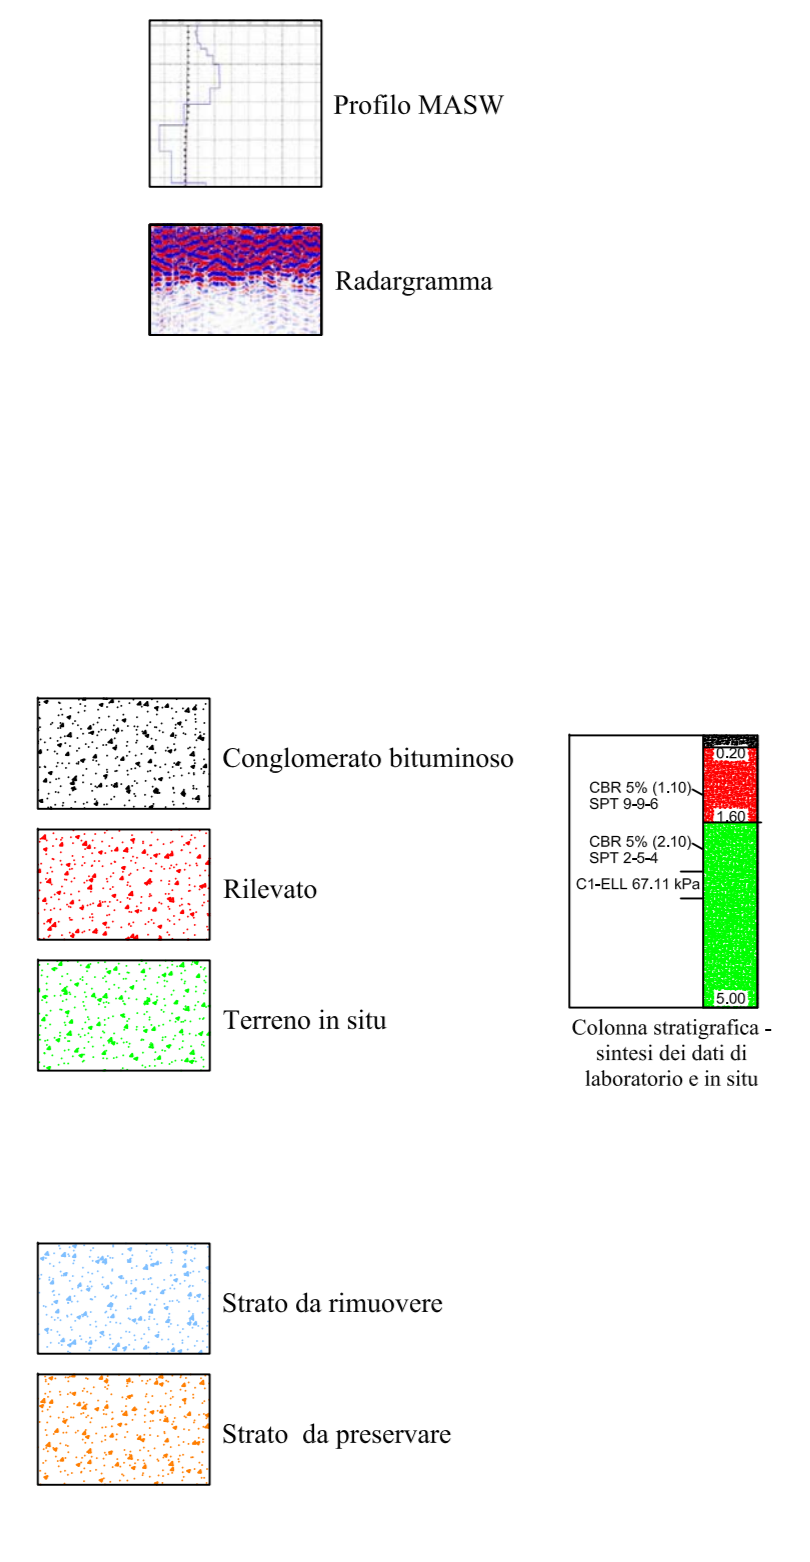 Profilo MASW
Radargramma
Conglomerato bituminoso
Rilevato
Terreno in situ
0.20
CBR 5% (1.10)
SPT 9-9-6
1.60
CBR 5% (2.10)
SPT 2-5-4
C1-ELL 67.11 kPa
5.00
Colonna stratigrafica -
sintesi dei dati di
laboratorio e in situ
Strato da rimuovere
Strato da preservare